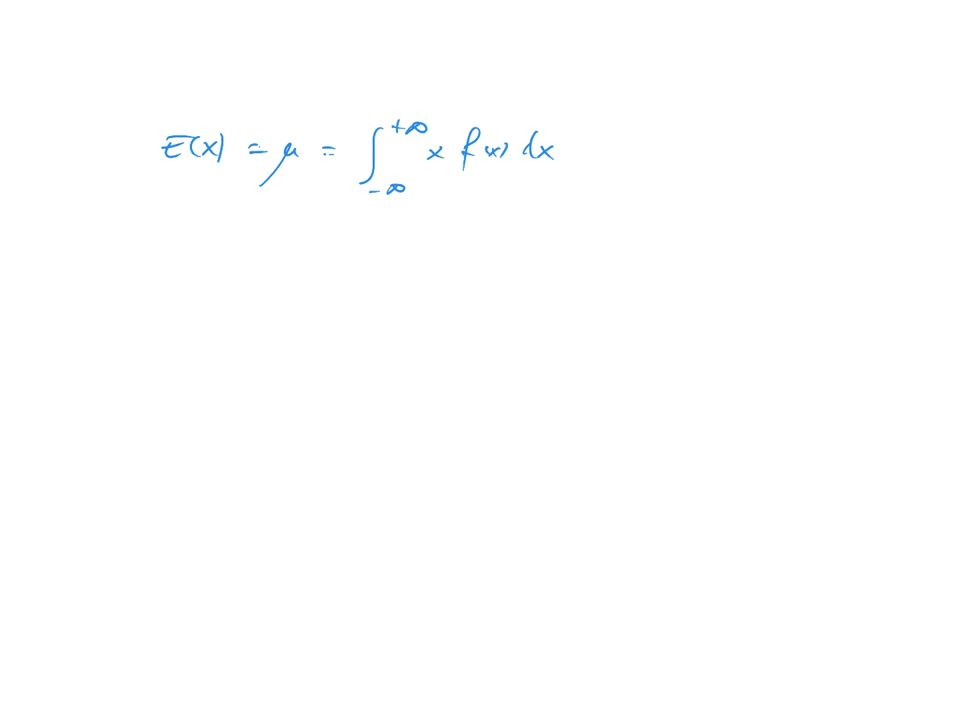 E(x) = μ = ∫_{-∞}^{+∞} x f(x) dx